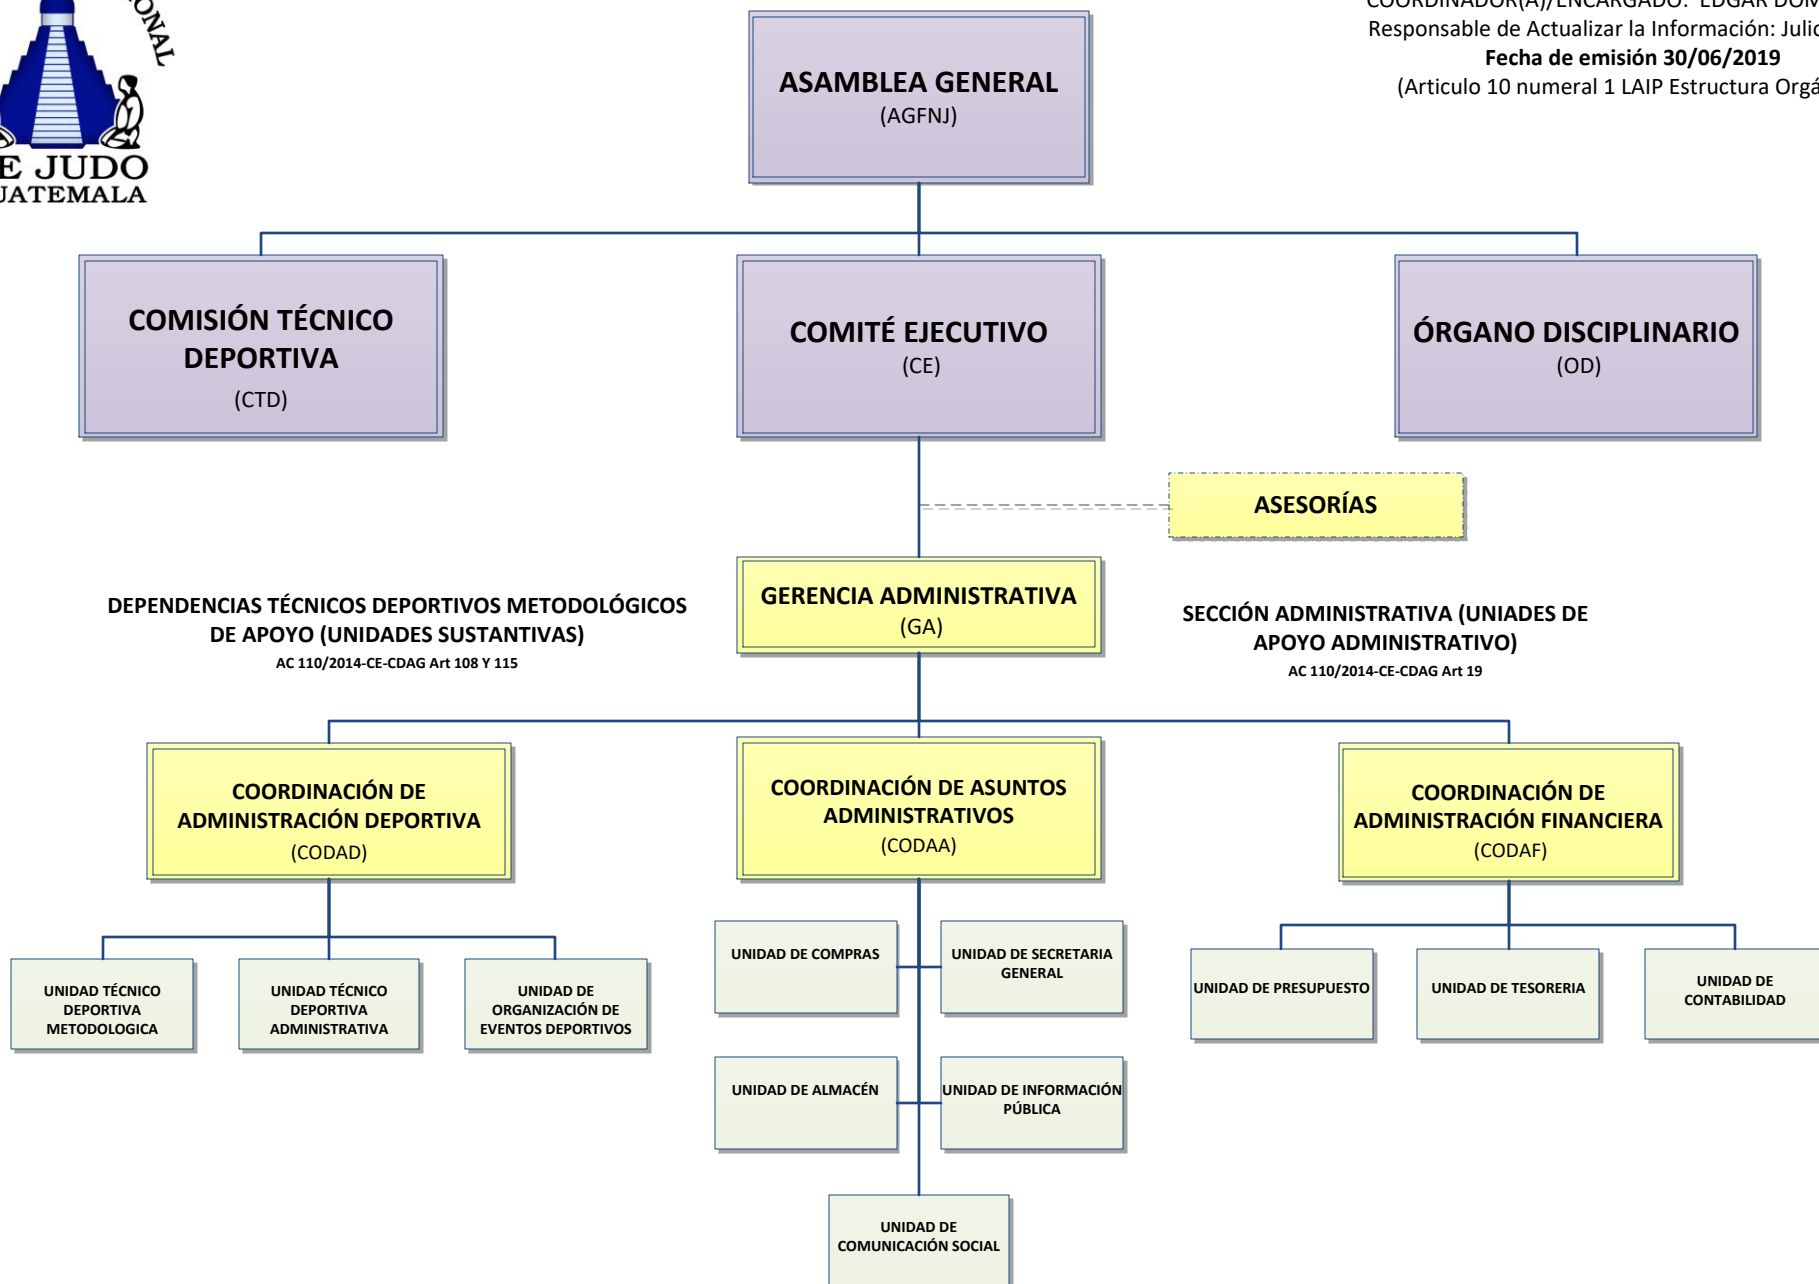 COORDINADOR(A)/ENCARGADO: EDGAR
Responsable de Actualizar la Información:
Fecha de emisión 30/06/2019
(Articulo 10 numeral 1 LAIP Estructura
JUDO
ASAMBLEA GENERAL
(AGFNJ)
COMISIÓN TÉCNICO
DEPORTIVA
(CTD)
COMITÉ EJECUTIVO
(CE)
ÓRGANO DISCIPLINARIO
(OD)
ASESORÍAS
GERENCIA ADMINISTRATIVA
(GA)
DEPENDENCIAS TÉCNICOS DEPORTIVOS METODOLÓGICOS
DE APOYO (UNIDADES SUSTANTIVAS)
AC 110/2014-CE-CDAG Art 108 Y 115
SECCIÓN ADMINISTRATIVA (UNIADES DE
APOYO ADMINISTRATIVO)
AC 110/2014-CE-CDAG Art 19
COORDINACIÓN DE
ADMINISTRACIÓN DEPORTIVA
(CODAD)
COORDINACIÓN DE ASUNTOS
ADMINISTRATIVOS
(CODAA)
COORDINACIÓN DE
ADMINISTRACIÓN FINANCIERA
(CODAF)
UNIDAD TÉCNICO
DEPORTIVA
METODOLOGICA
UNIDAD TÉCNICO
DEPORTIVA
ADMINISTRATIVA
UNIDAD DE
ORGANIZACIÓN DE
EVENTOS DEPORTIVOS
UNIDAD DE COMPRAS
UNIDAD DE SECRETARIA
GENERAL
UNIDAD DE ALMACÉN
UNIDAD DE INFORMACIÓN
PÚBLICA
UNIDAD DE
COMUNICACIÓN SOCIAL
UNIDAD DE PRESUPUESTO
UNIDAD DE TESORERIA
UNIDAD DE
CONTABILIDAD